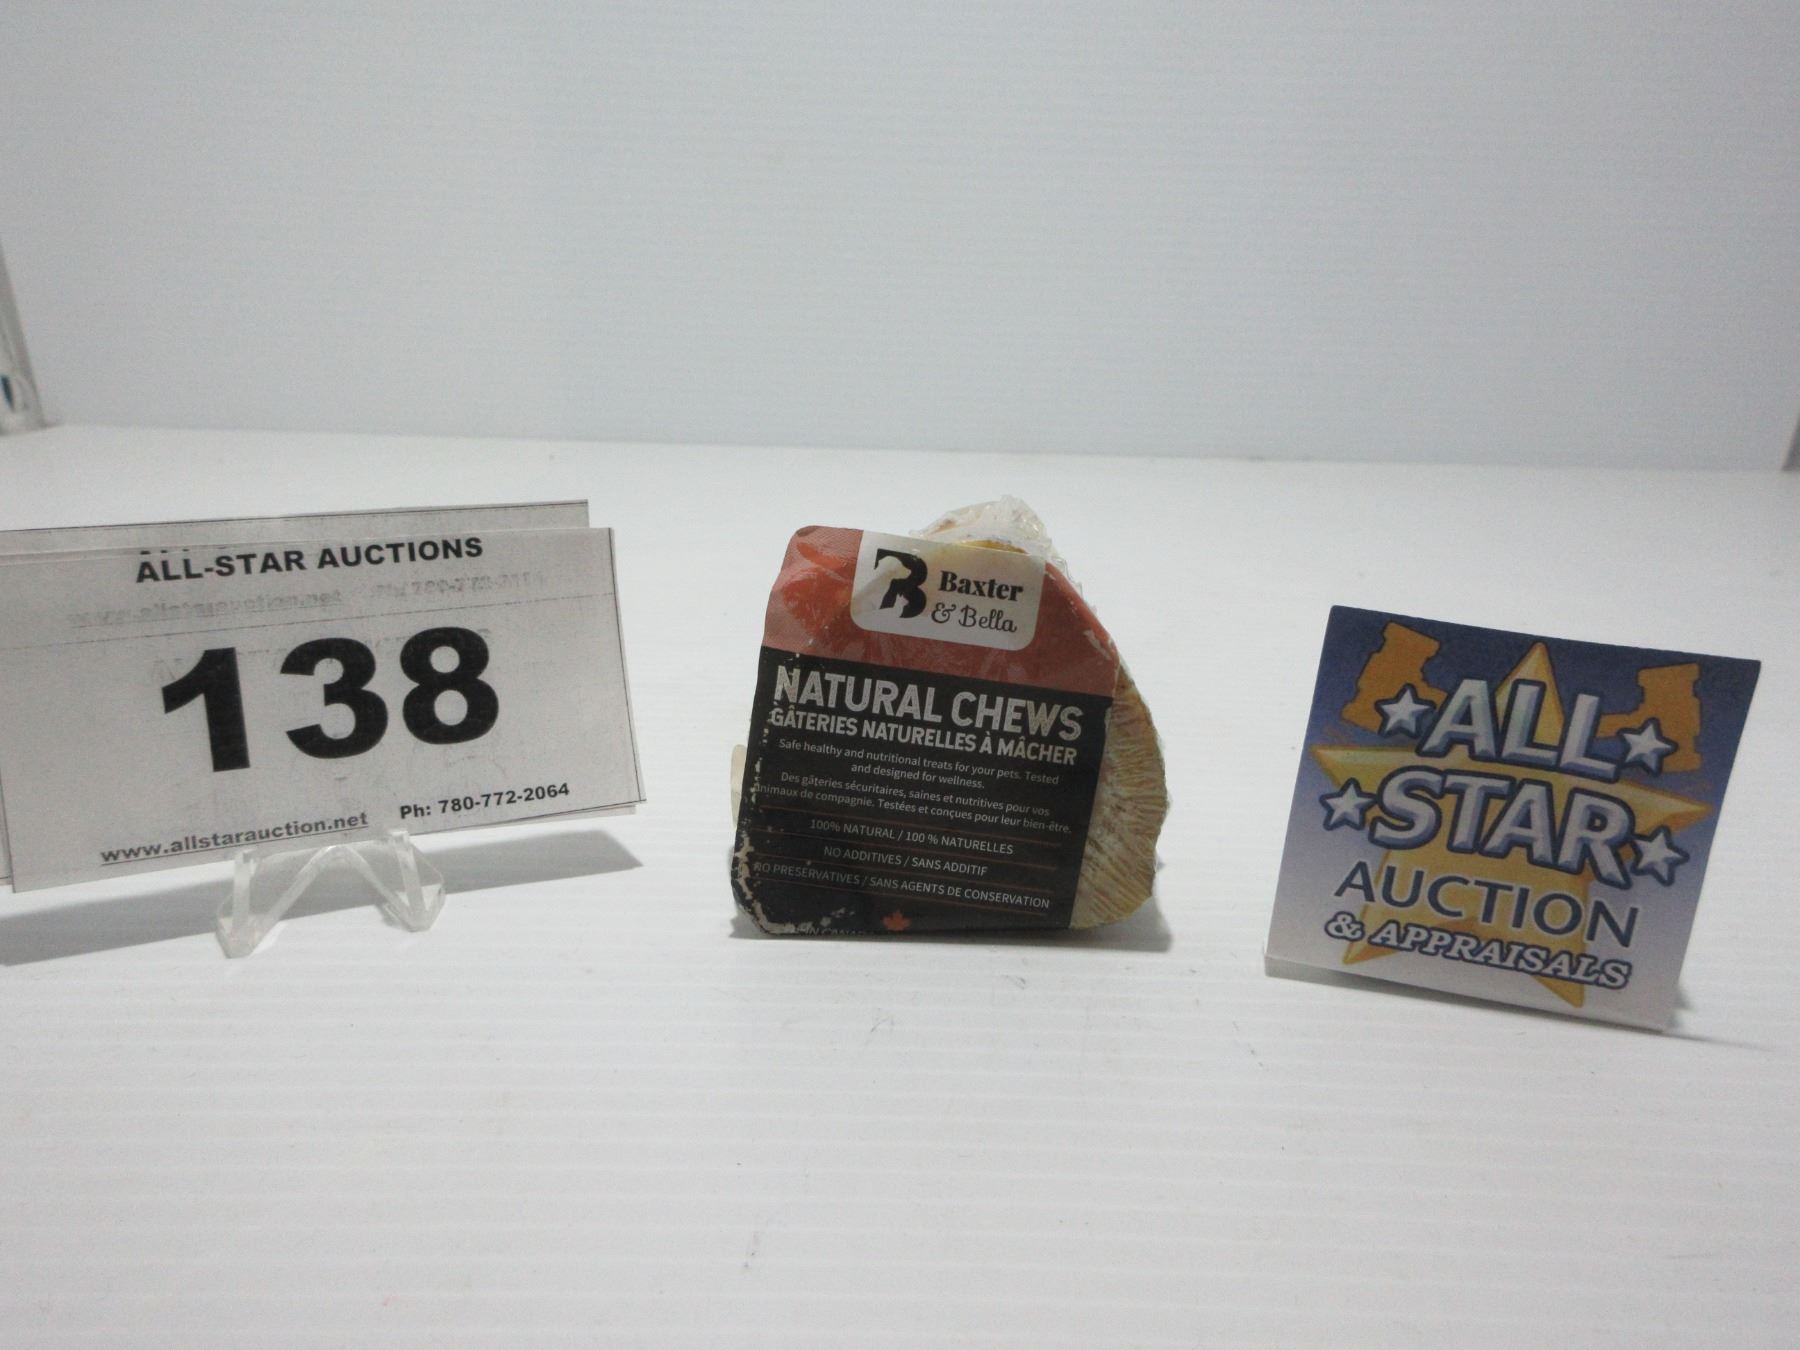 ALL-STAR AUCTIONS
138
www.allstarauction.net Ph: 780-772-2064
B Baxter
& Bella
NATURAL CHEWS
GÂTERIES NATURELLES À MÂCHER
Safe healthy and nutritional treats for your pets. Tested
and designed for wellness.
Des gâteries sécuritaires, saines et nutritives pour vos
animaux de compagnie. Testées et conçues pour leur bien-être.
100% NATURAL / 100 % NATURELLES
NO ADDITIVES / SANS ADDITIF
NO PRESERVATIVES / SANS AGENTS DE CONSERVATION
IN CANADA
ALL
STAR
AUCTION
& APPRAISALS